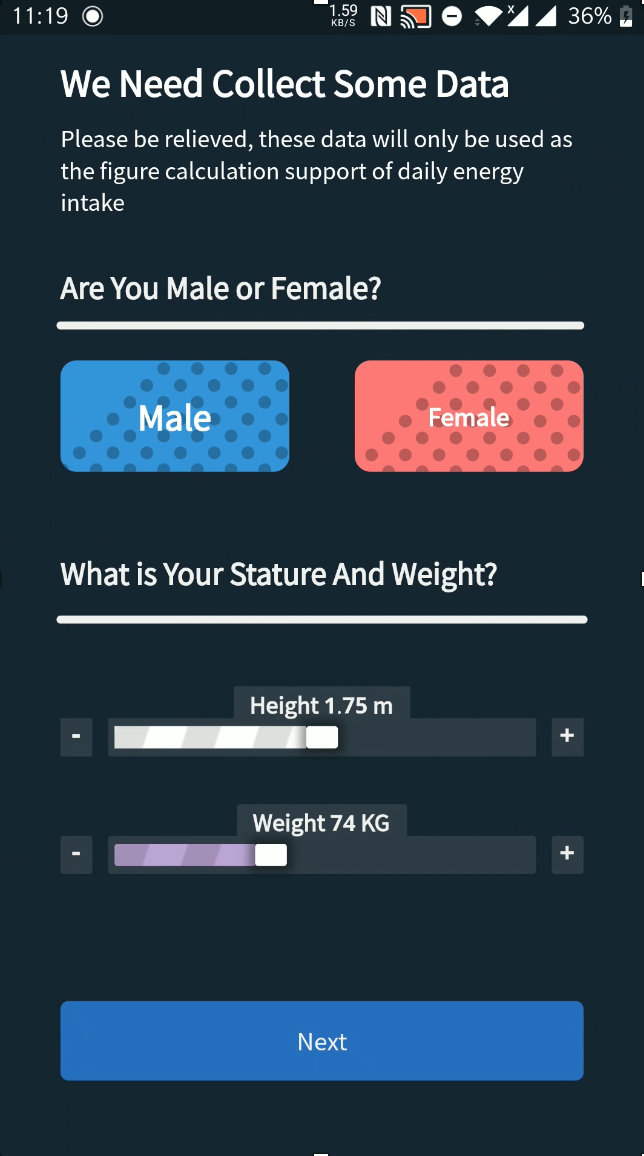 11:19 1.59 KB/S x 36%
We Need Collect Some Data
Please be relieved, these data will only be used as
the figure calculation support of daily energy
intake
Are You Male or Female?
Male Female
What is Your Stature And Weight?
Height 1.75 m
- +
Weight 74 KG
- +
Next